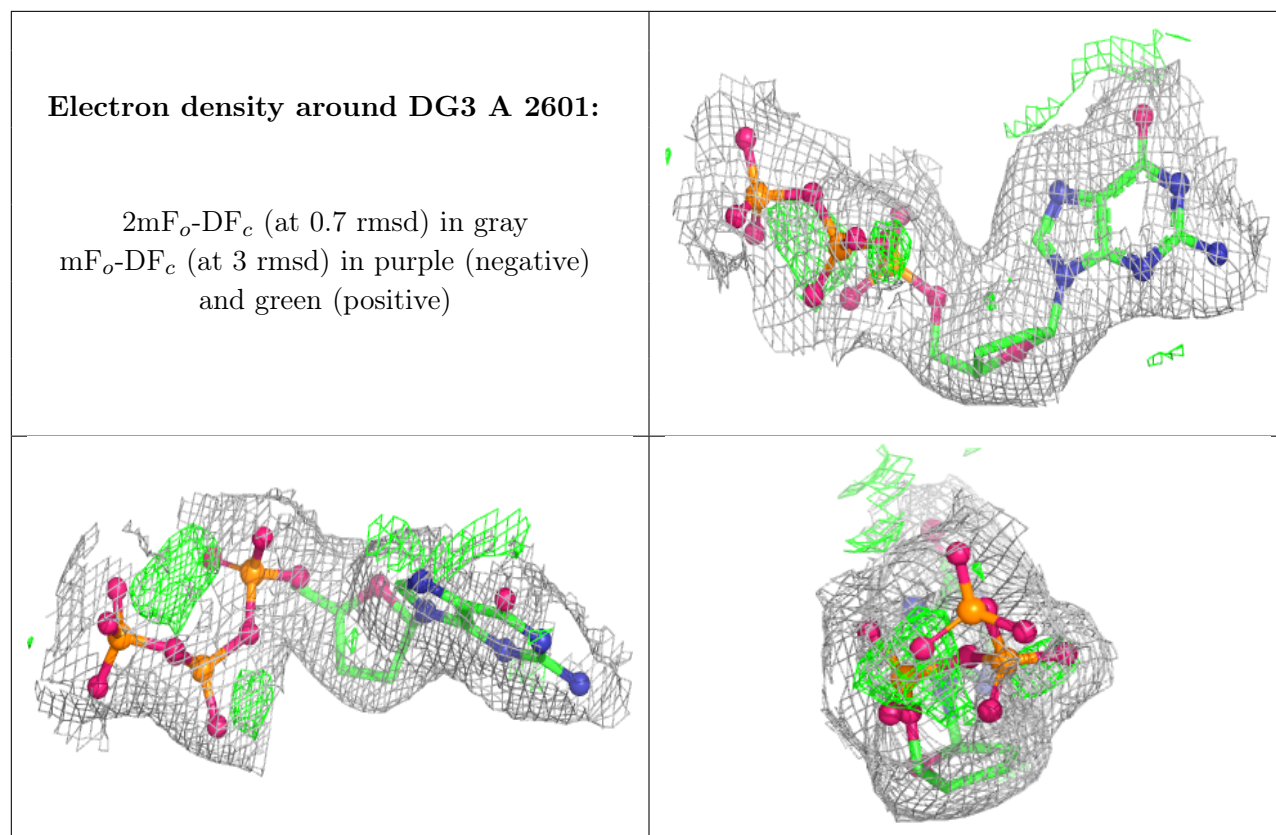 Electron density around DG3 A 2601:
2mFo-DFc (at 0.7 rmsd) in gray
mFo-DFc (at 3 rmsd) in purple (negative)
and green (positive)